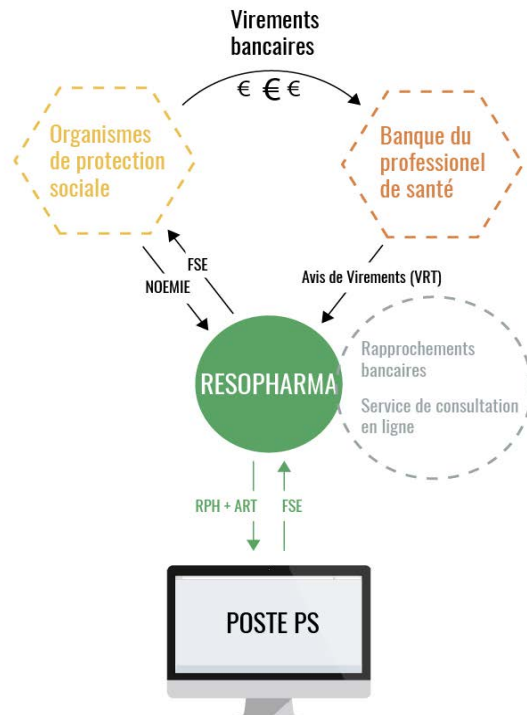 Virements
bancaires
€ € €
Organismes
de protection
sociale
Banque du
professionel
de santé
FSE
NOEMIE
Avis de Virements (VRT)
RESOPHARMA
Rapprochements
bancaires
Service de consultation
en ligne
RPH + ART
FSE
POSTE PS